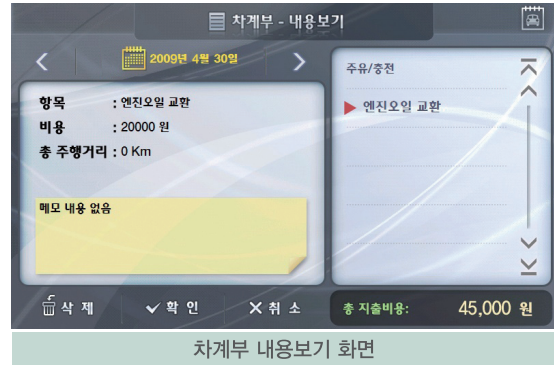 차계부 - 내용보기
2009년 4월 30일
항목 : 엔진오일 교환
비용 : 20000 원
총 주행거리 : 0 Km
메모 내용 없음
주유/충전
엔진오일 교환
삭 제
확 인
취 소
총 지출비용: 45,000 원
차계부 내용보기 화면